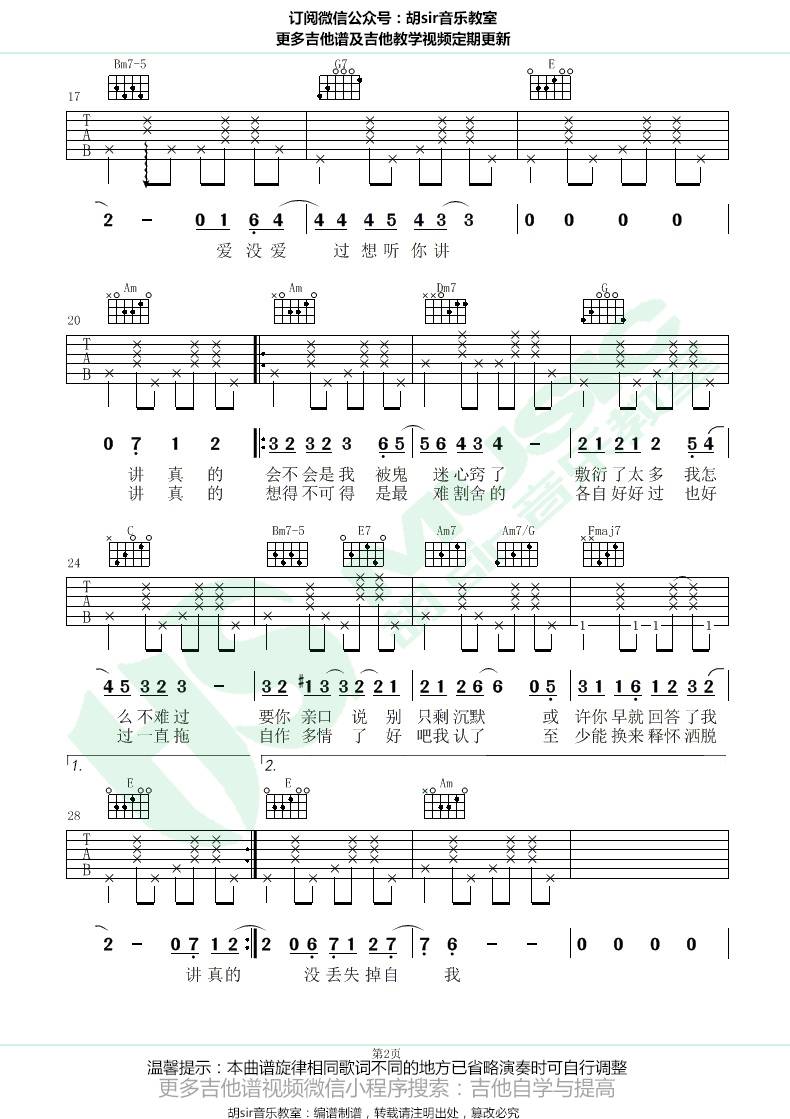 订阅微信公众号：胡sir音乐教室
更多吉他谱及吉他教学视频定期更新
Bm7-5 G7 E
17
T
A
B
2 - 0 1 6 4 4 4 4 5 4 3 3 0 0 0 0
爱没爱 过想听你讲
Am Am Dm7 G
20
T
A
B
0 7 1 2 3 2 3 2 3 6 5 5 6 4 3 4 - 2 1 2 1 2 5 4
讲真的 会不会是我 被鬼 迷心窍了 敷衍了太多 我怎
讲真的 想得不可得 是最 难割舍的 各自好好过 也好
C Bm7-5 E7 Am7 Am7/G Fmaj7
24
T
A
B
1 1 1
4 5 3 2 3 - 3 2 #1 3 3 2 2 1 2 1 2 6 6 0 5 3 1 1 6 1 2 3 2
么不难过 要你亲口说别 只剩沉默 或 许你早就回答了我
过一直拖 自作多情了好 吧我认了 至 少能换来释怀洒脱
1. 2.
E E Am
28
T
A
B
2 - 0 7 1 2 2 0 6 7 1 2 7 7 6 - - 0 0 0 0
讲真的 没丢失掉自 我
HS MUSIC
胡sir音乐教室
第2页
温馨提示：本曲谱旋律相同歌词不同的地方已省略演奏时可自行调整
更多吉他谱视频微信小程序搜索：吉他自学与提高
胡sir音乐教室：编谱制谱，转载请注明出处，篡改必究